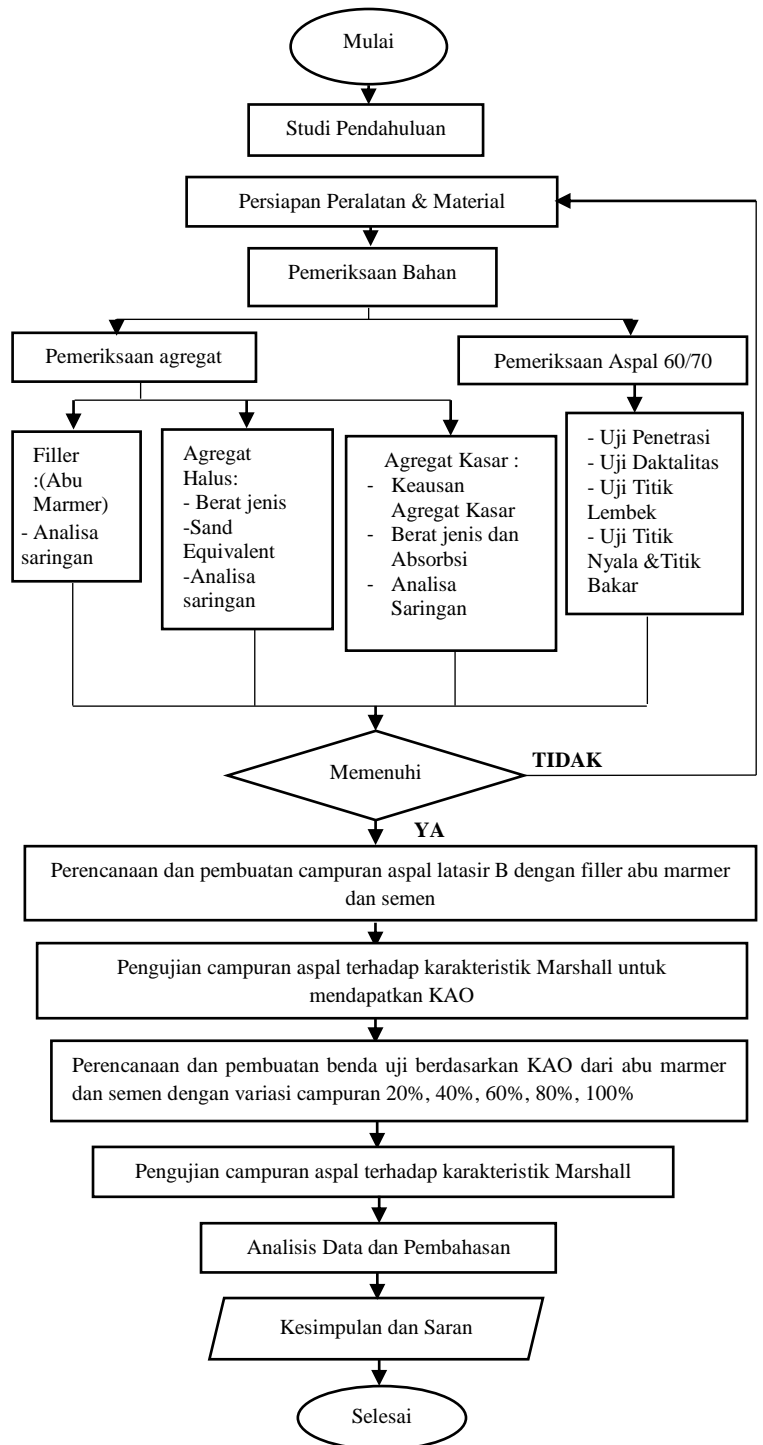 Mulai
Studi Pendahuluan
Persiapan Peralatan & Material
Pemeriksaan Bahan
Pemeriksaan agregat
Pemeriksaan Aspal 60/70
Filler
:(Abu
Marmer)
- Analisa
saringan
Agregat
Halus:
- Berat jenis
-Sand
Equivalent
-Analisa
saringan
Agregat Kasar :
- Keausan
Agregat Kasar
- Berat jenis dan
Absorbsi
- Analisa
Saringan
- Uji Penetrasi
- Uji Daktalitas
- Uji Titik
Lembek
- Uji Titik
Nyala &Titik
Bakar
Memenuhi
TIDAK
YA
Perencanaan dan pembuatan campuran aspal latasir B dengan filler abu marmer
dan semen
Pengujian campuran aspal terhadap karakteristik Marshall untuk
mendapatkan KAO
Perencanaan dan pembuatan benda uji berdasarkan KAO dari abu marmer
dan semen dengan variasi campuran 20%, 40%, 60%, 80%, 100%
Pengujian campuran aspal terhadap karakteristik Marshall
Analisis Data dan Pembahasan
Kesimpulan dan Saran
Selesai